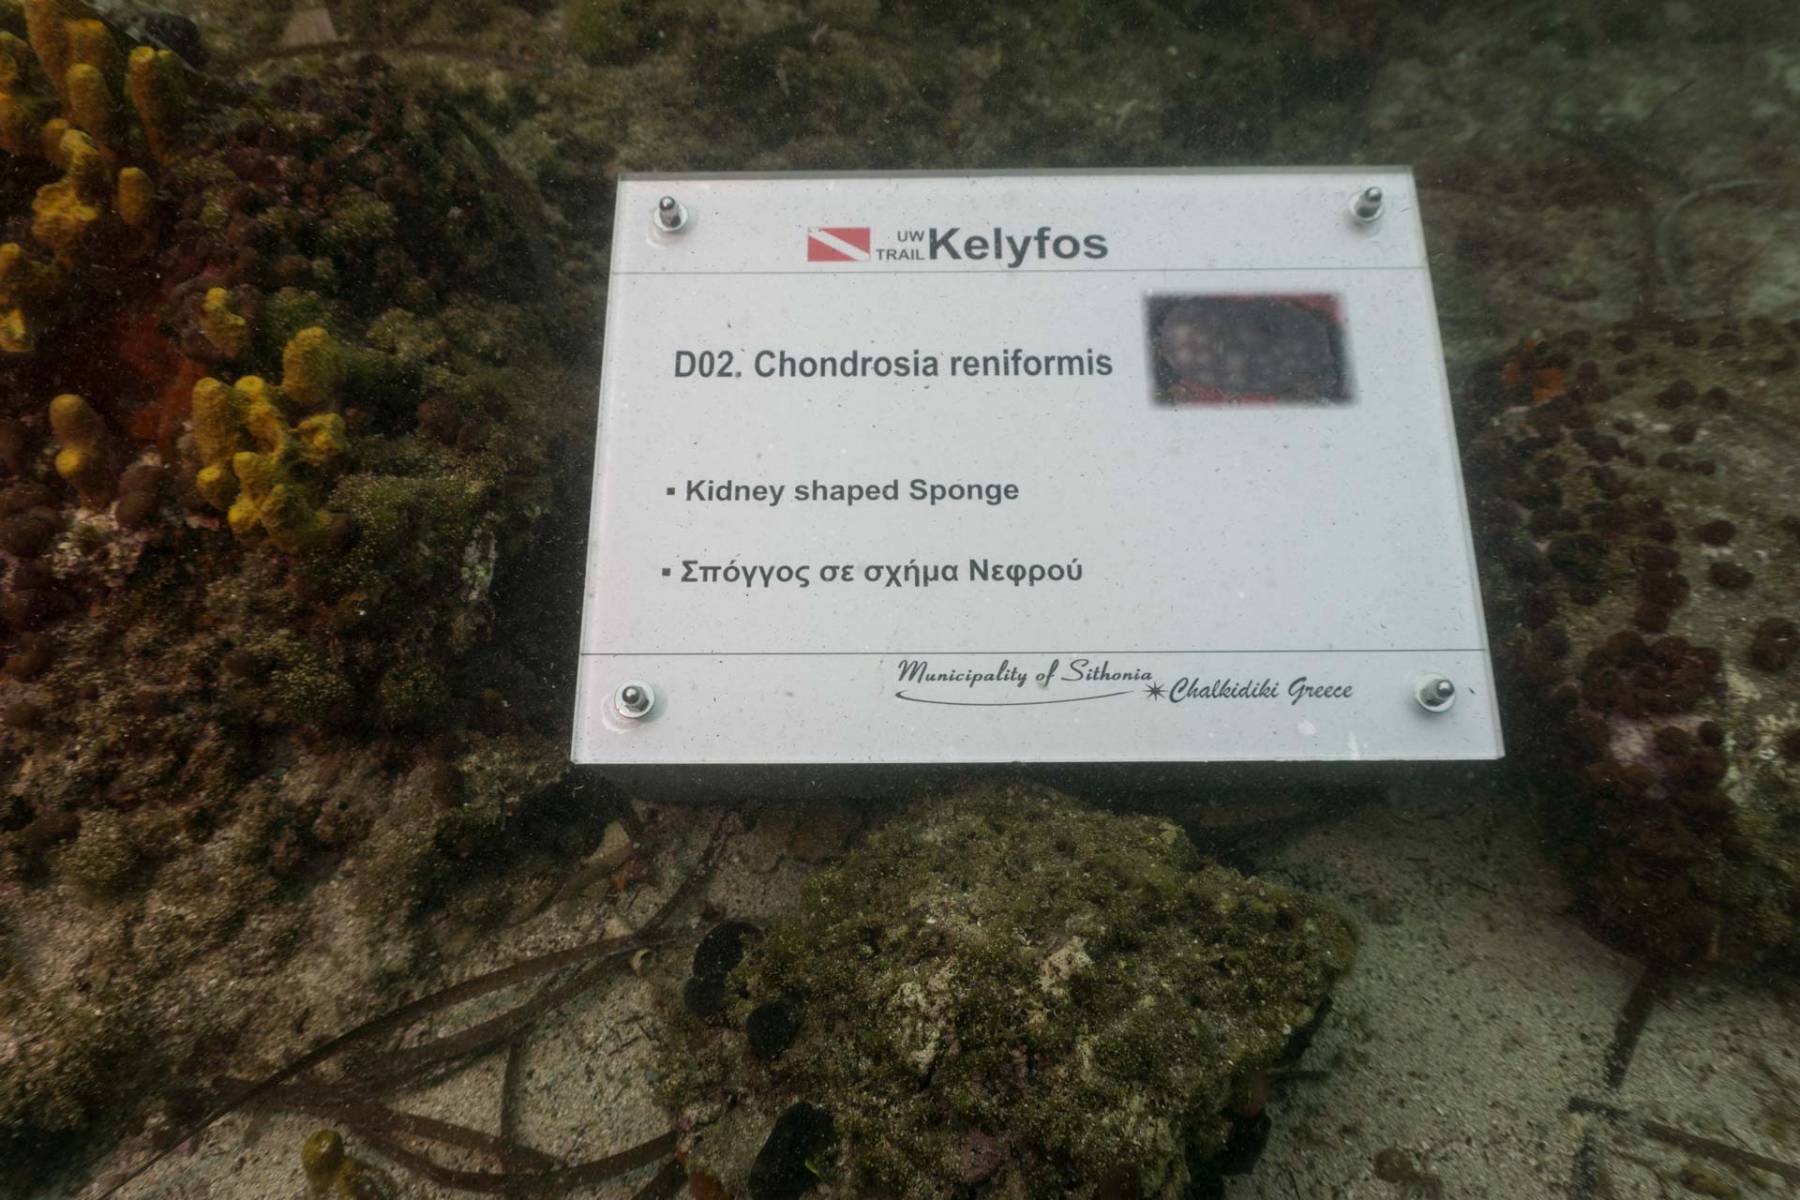 UW
TRAIL Kelyfos
D02. Chondrosia reniformis
▪ Kidney shaped Sponge
▪ Σπόγγος σε σχήμα Νεφρού
Municipality of Sithonia
Chalkidiki Greece